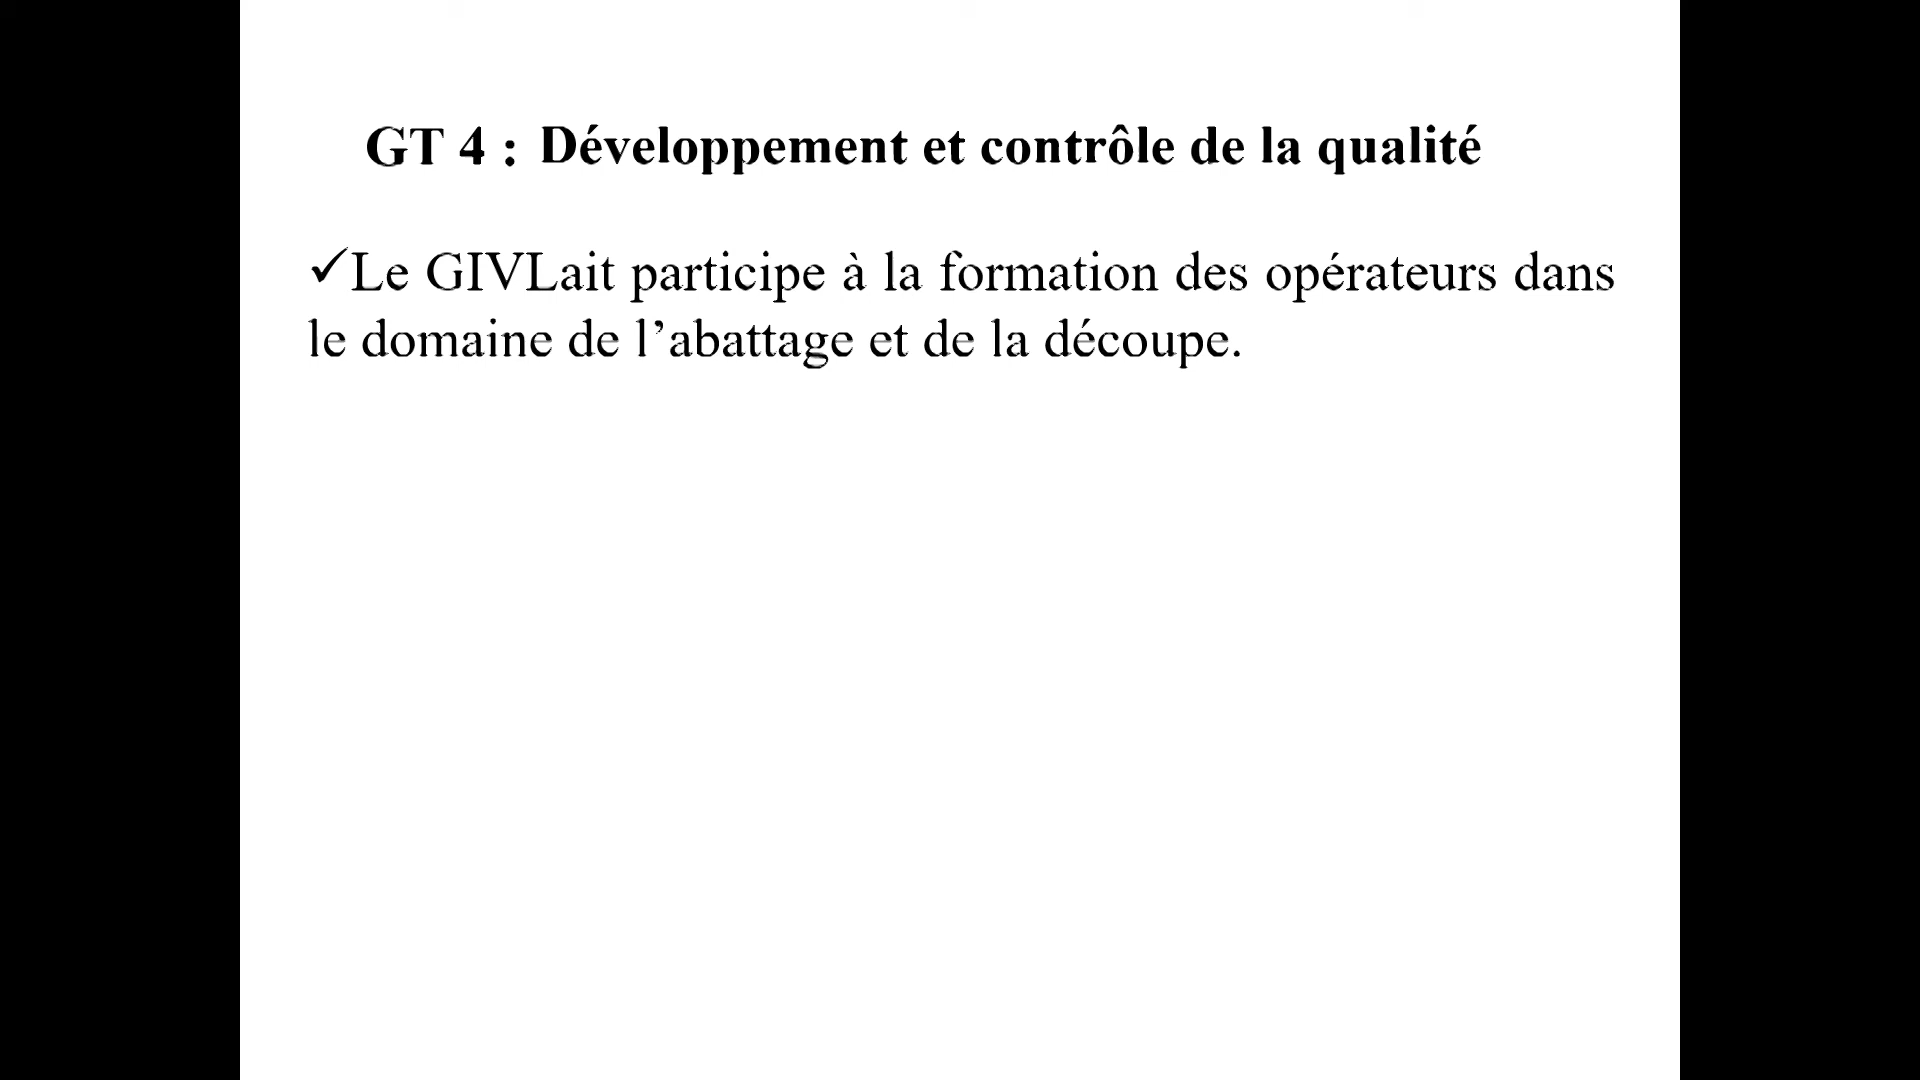 GT 4 : Développement et contrôle de la qualité
✓Le GIVLait participe à la formation des opérateurs dans
le domaine de l’abattage et de la découpe.